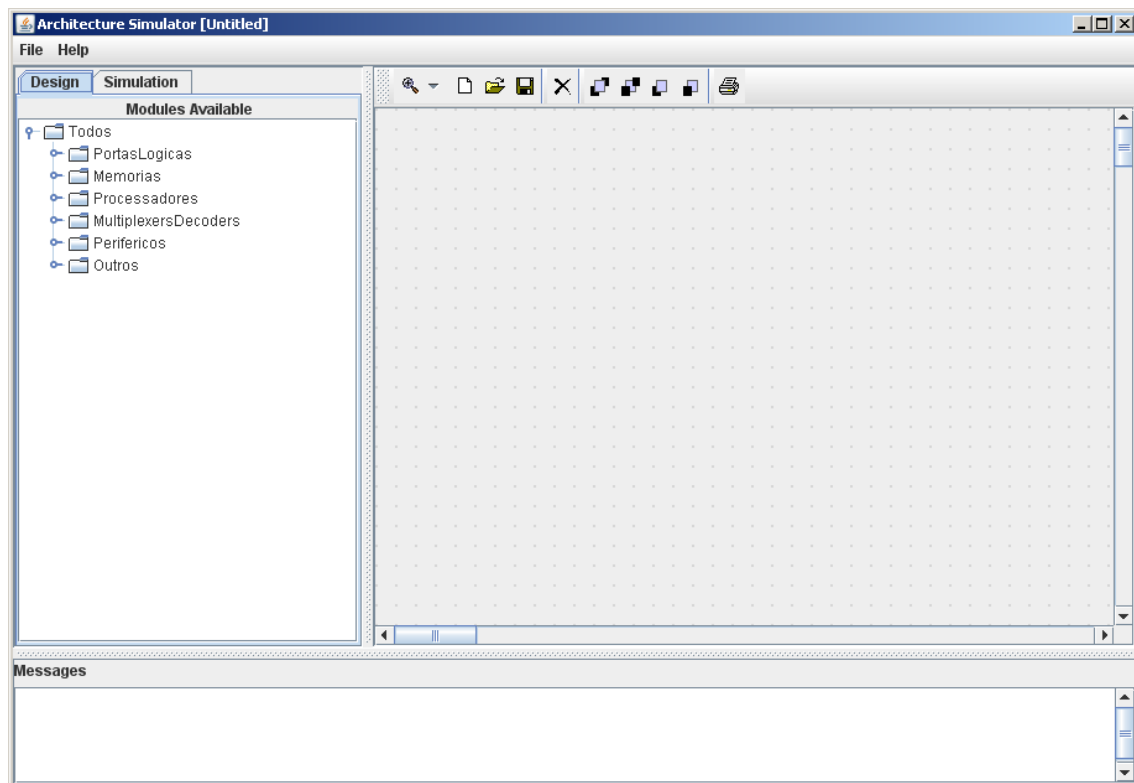 Architecture Simulator [Untitled]
File Help
Design Simulation
Modules Available
Todos
PortasLogicas
Memorias
Processadores
MultiplexersDecoders
Perifericos
Outros
Messages